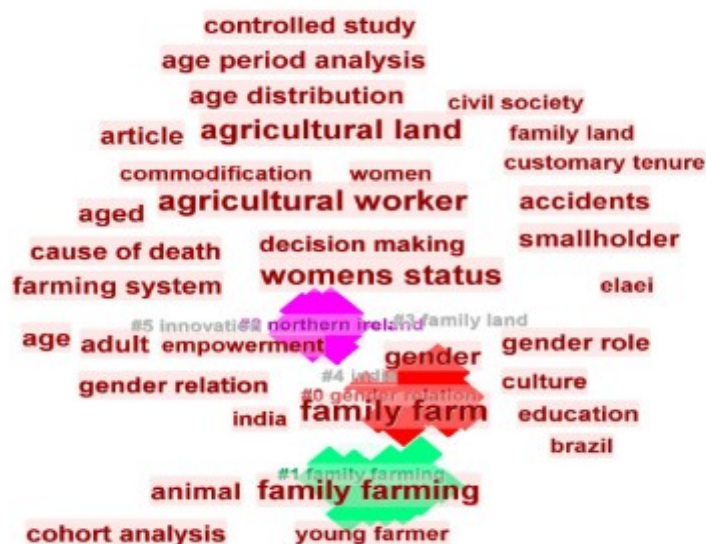 controlled study
age period analysis
age distribution
civil society
article
agricultural land
family land
commodification
women
customary tenure
aged
agricultural worker
accidents
cause of death
decision making
smallholder
farming system
womens status
elaei
#5 innovation
#2 northern ireland
#3 family land
age
adult
empowerment
gender
gender role
gender relation
#4 india
culture
#0 gender relation
india
family farm
education
brazil
#1 family farming
animal
family farming
cohort analysis
young farmer